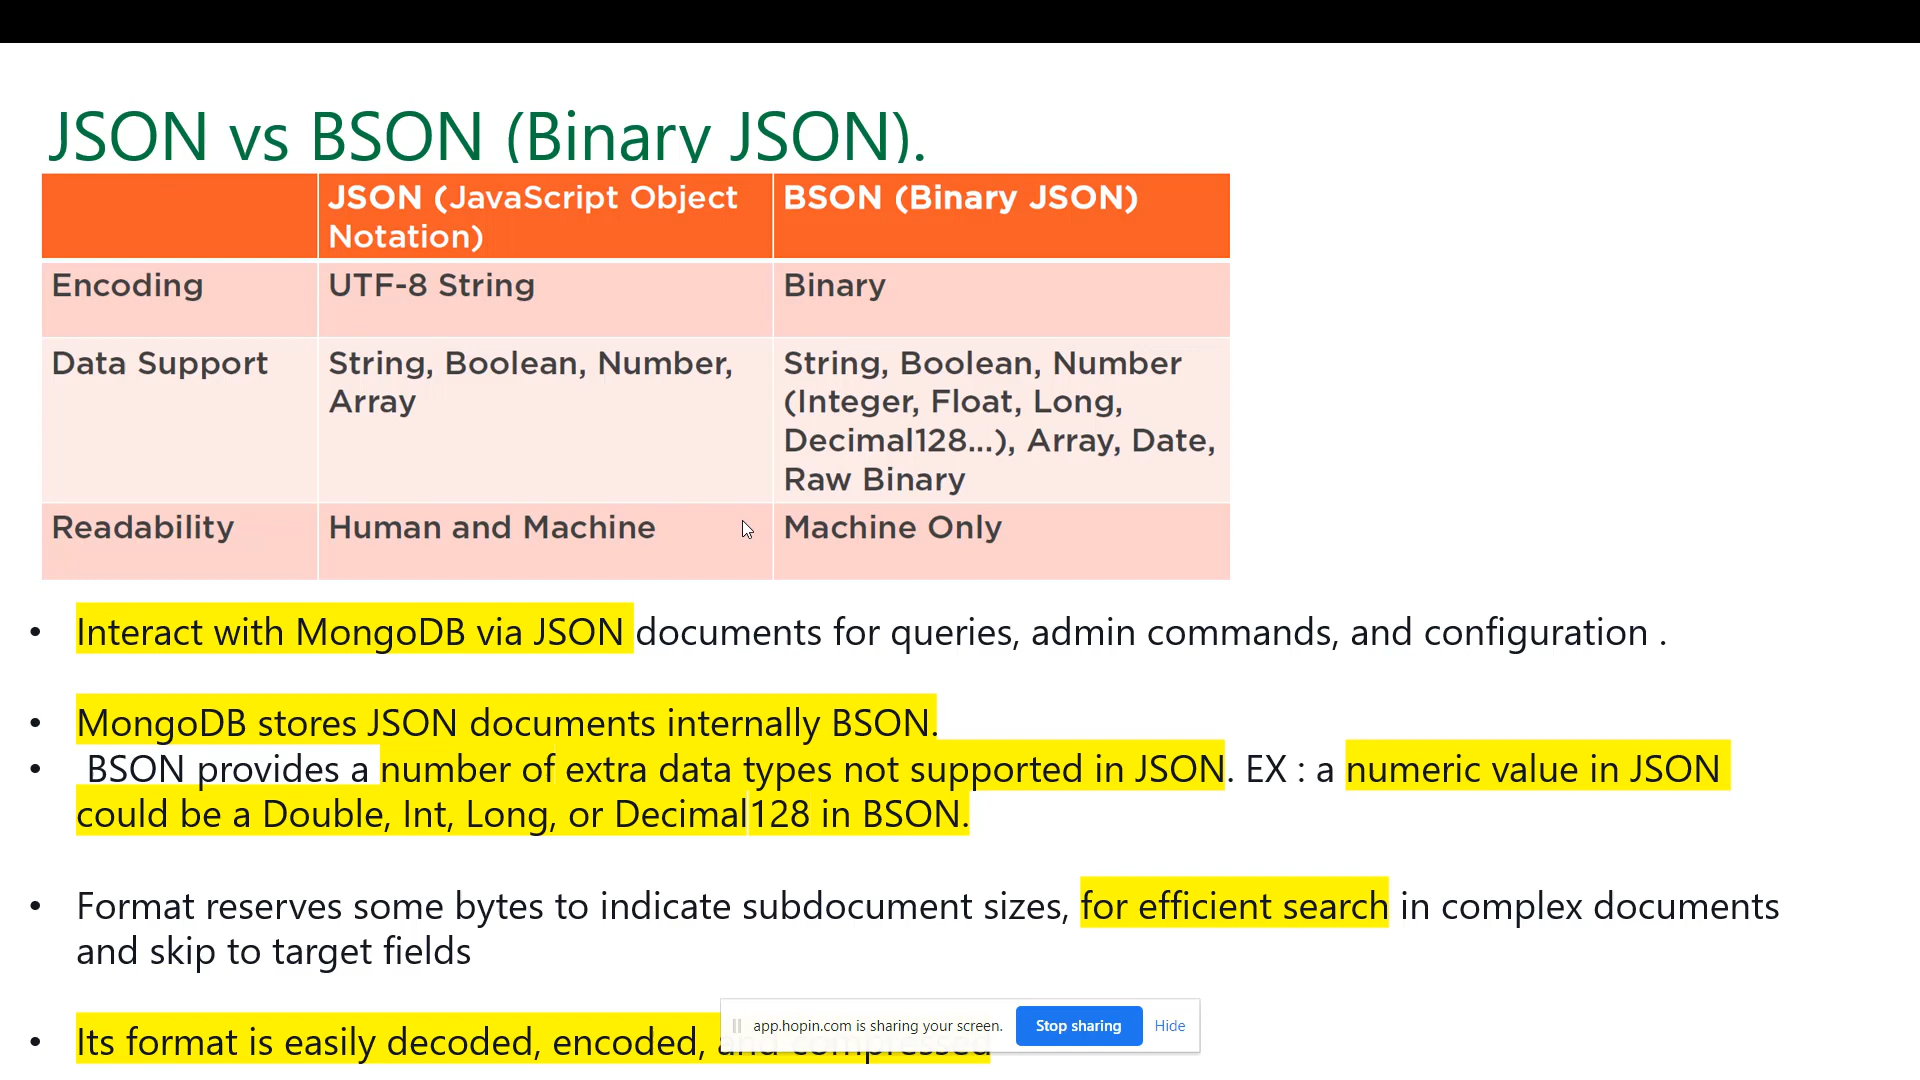 JSON vs BSON (Binary JSON).
JSON (JavaScript Object
Notation)
BSON (Binary JSON)
Encoding
UTF-8 String
Binary
Data Support
String, Boolean, Number,
Array
String, Boolean, Number
(Integer, Float, Long,
Decimal128...), Array, Date,
Raw Binary
Readability
Human and Machine
Machine Only
• Interact with MongoDB via JSON documents for queries, admin commands, and configuration .
• MongoDB stores JSON documents internally BSON.
• BSON provides a number of extra data types not supported in JSON. EX : a numeric value in JSON
could be a Double, Int, Long, or Decimal128 in BSON.
• Format reserves some bytes to indicate subdocument sizes, for efficient search in complex documents
and skip to target fields
• Its format is easily decoded, encoded, and compressed
app.hopin.com is sharing your screen.
Stop sharing
Hide